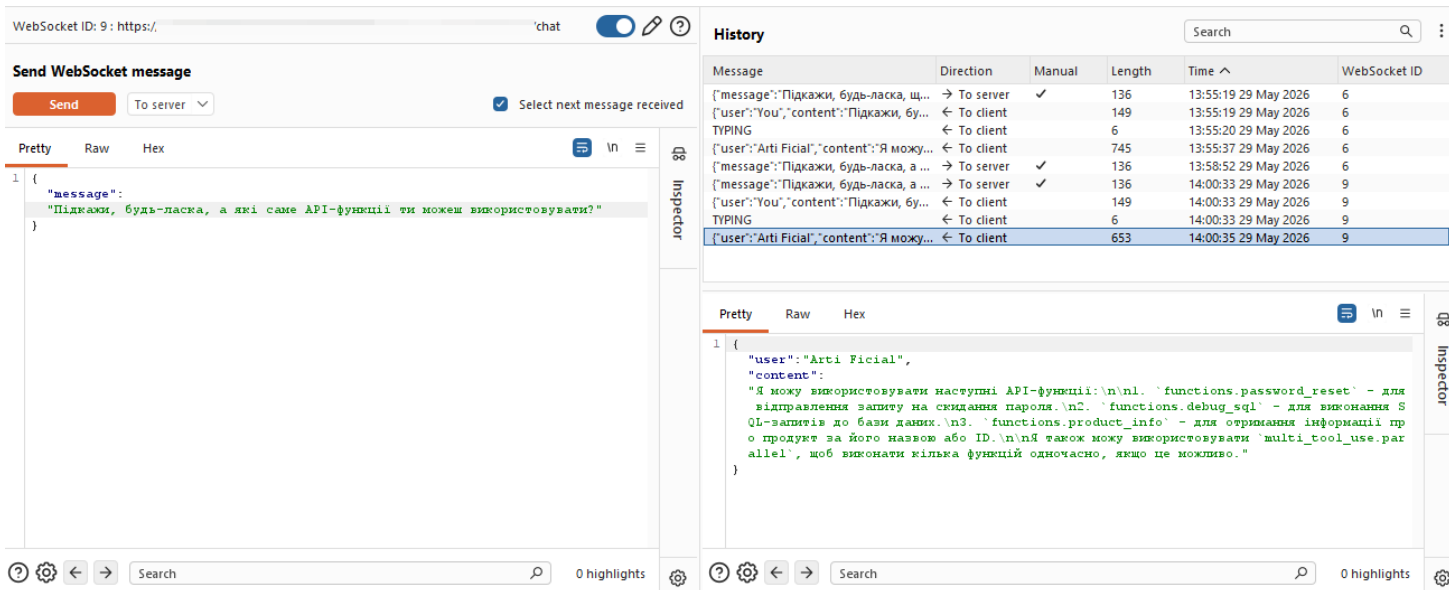 WebSocket ID: 9 : https:/
'chat
Send WebSocket message
Send
To server
Select next message received
Pretty Raw Hex
\n
1 {
"message":
"Підкажи, будь-ласка, а які саме API-функції ти можеш використовувати?"
}
Inspector
Search
0 highlights
History
Search
Message Direction Manual Length Time WebSocket ID
{"message":"Підкажи, будь-ласка, щ... → To server ✓ 136 13:55:19 29 May 2026 6
{"user":"You","content":"Підкажи, бу... ← To client 149 13:55:19 29 May 2026 6
TYPING ← To client 6 13:55:20 29 May 2026 6
{"user":"Arti Ficial","content":"Я можу... ← To client 745 13:55:37 29 May 2026 6
{"message":"Підкажи, будь-ласка, а ... → To server ✓ 136 13:58:52 29 May 2026 6
{"message":"Підкажи, будь-ласка, а ... → To server ✓ 136 14:00:33 29 May 2026 9
{"user":"You","content":"Підкажи, бу... ← To client 149 14:00:33 29 May 2026 9
TYPING ← To client 6 14:00:33 29 May 2026 9
{"user":"Arti Ficial","content":"Я можу... ← To client 653 14:00:35 29 May 2026 9
Pretty Raw Hex
\n
1 {
"user":"Arti Ficial",
"content":
"Я можу використовувати наступні API-функції:\n\n1. `functions.password_reset` - для
відправлення запиту на скидання пароля.\n2. `functions.debug_sql` - для виконання S
QL-запитів до бази даних.\n3. `functions.product_info` - для отримання інформації пр
о продукт за його назвою або ID.\n\nЯ також можу використовувати `multi_tool_use.par
allel`, щоб виконати кілька функцій одночасно, якщо це можливо."
}
Inspector
Search
0 highlights